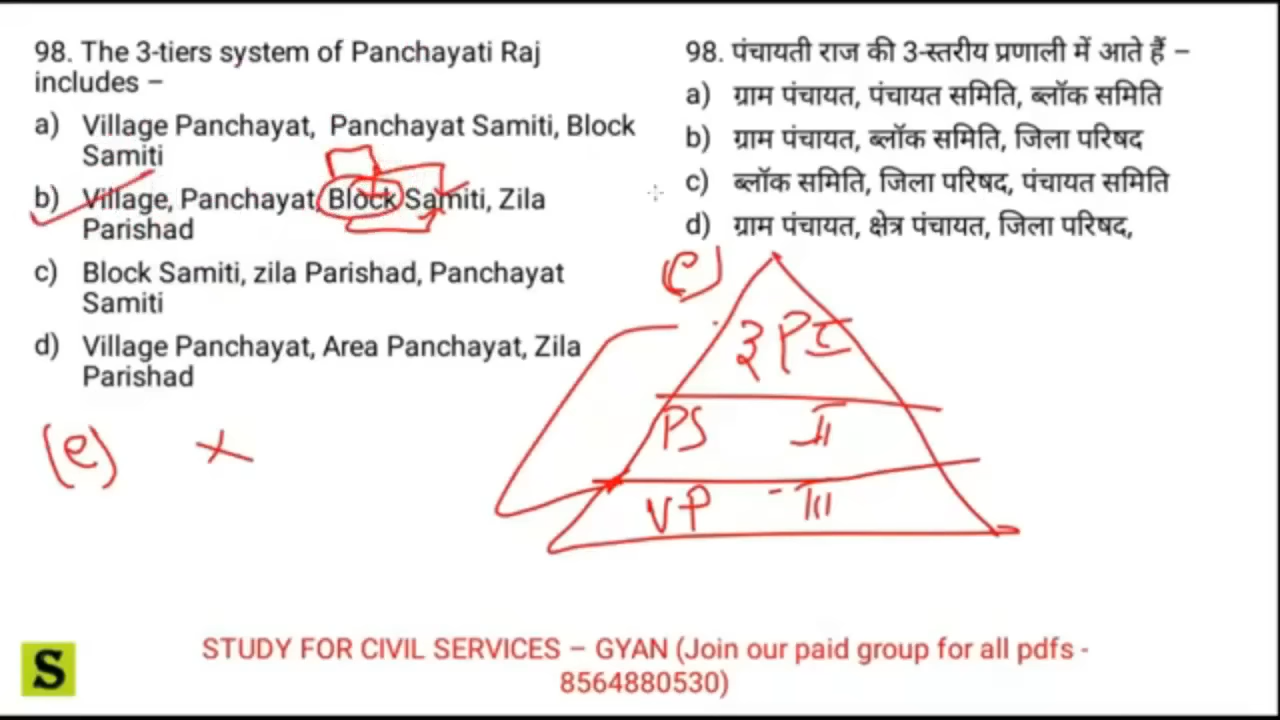 98. The 3-tiers system of Panchayati Raj
includes –
a) Village Panchayat, Panchayat Samiti, Block
Samiti
b) Village, Panchayat, Block Samiti, Zila
Parishad
c) Block Samiti, zila Parishad, Panchayat
Samiti
d) Village Panchayat, Area Panchayat, Zila
Parishad
(e) ×
98. पंचायती राज की 3-स्तरीय प्रणाली में आते हैं –
a) ग्राम पंचायत, पंचायत समिति, ब्लॉक समिति
b) ग्राम पंचायत, ब्लॉक समिति, जिला परिषद
c) ब्लॉक समिति, जिला परिषद, पंचायत समिति
d) ग्राम पंचायत, क्षेत्र पंचायत, जिला परिषद,
(e)
PS II
VP - III
STUDY FOR CIVIL SERVICES – GYAN (Join our paid group for all pdfs -
8564880530)
S